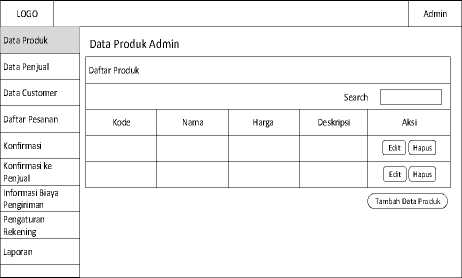 LOGO
Admin
Data Produk
Data Penjual
Data Customer
Daftar Pesanan
Konfirmasi
Konfirmasi ke
Penjual
Informasi Biaya
Pengiriman
Pengaturan
Rekening
Laporan
Data Produk Admin
Daftar Produk
Search
Kode Nama Harga Deskripsi Aksi
Edit Hapus
Edit Hapus
Tambah Data Produk